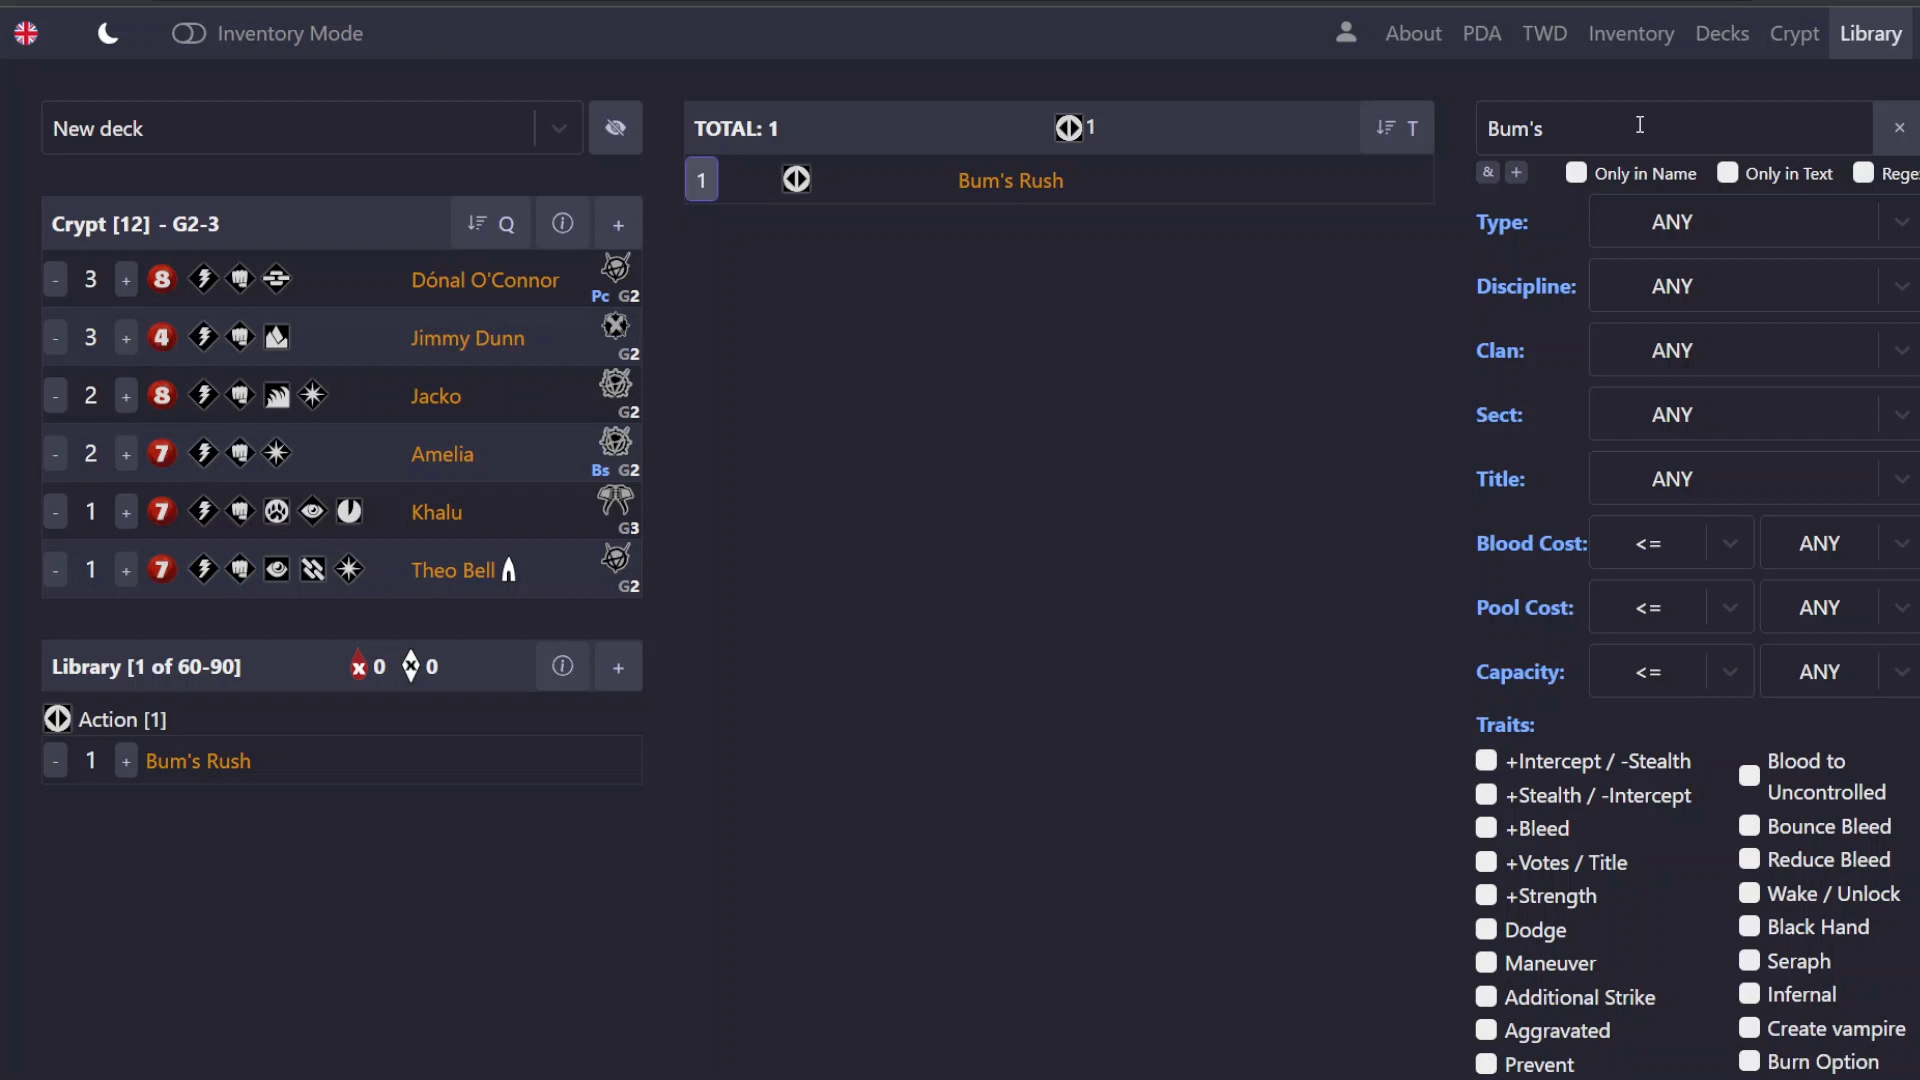 Inventory Mode
About PDA TWD Inventory Decks Crypt Library
New deck
TOTAL: 1
1
T
Bum's
& + Only in Name Only in Text Rege
1 Bum's Rush
Crypt [12] - G2-3
Q
+
- 3 + 8 Dónal O'Connor
Pc G2
- 3 + 4 Jimmy Dunn
G2
- 2 + 8 Jacko
G2
- 2 + 7 Amelia
Bs G2
- 1 + 7 Khalu
G3
- 1 + 7 Theo Bell
G2
Library [1 of 60-90] X 0 X 0 +
Action [1]
- 1 + Bum's Rush
Type: ANY
Discipline: ANY
Clan: ANY
Sect: ANY
Title: ANY
Blood Cost: <= ANY
Pool Cost: <= ANY
Capacity: <= ANY
Traits:
+Intercept / -Stealth
+Stealth / -Intercept
+Bleed
+Votes / Title
+Strength
Dodge
Maneuver
Additional Strike
Aggravated
Prevent
Blood to
Uncontrolled
Bounce Bleed
Reduce Bleed
Wake / Unlock
Black Hand
Seraph
Infernal
Create vampire
Burn Option